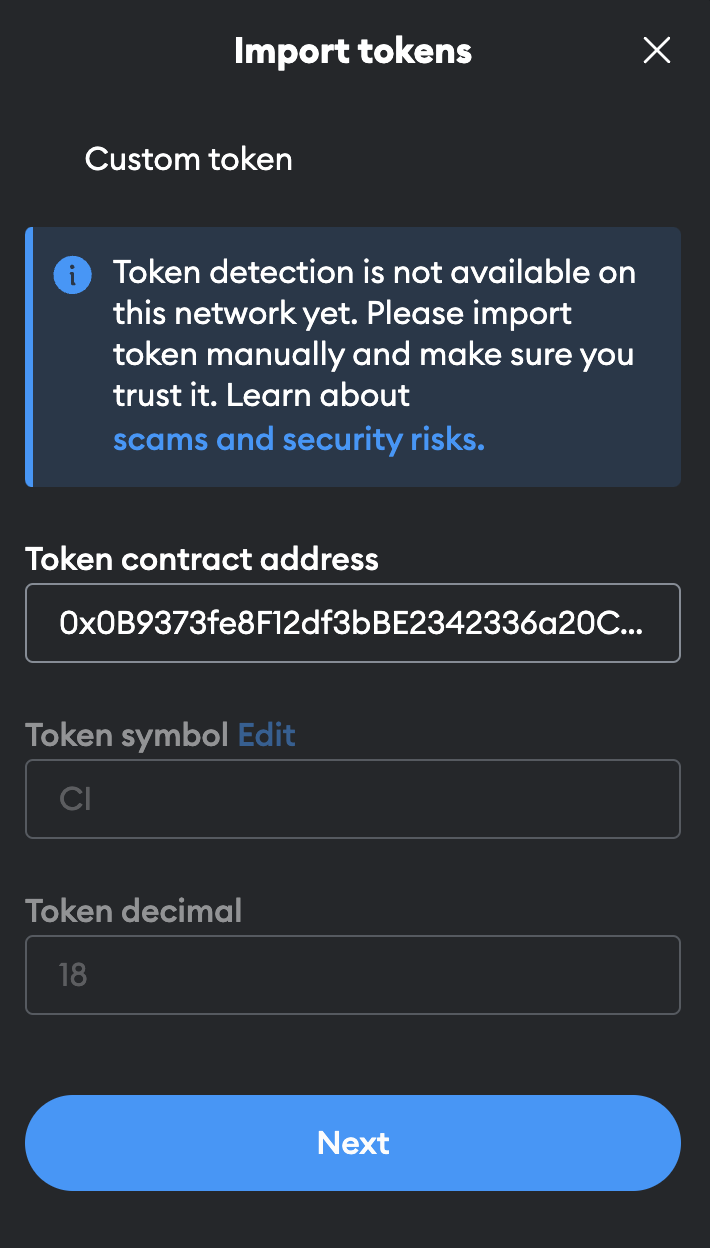 Import tokens
Custom token
Token detection is not available on
this network yet. Please import
token manually and make sure you
trust it. Learn about
scams and security risks.
Token contract address
0x0B9373fe8F12df3bBE2342336a20C...
Token symbol Edit
CI
Token decimal
18
Next